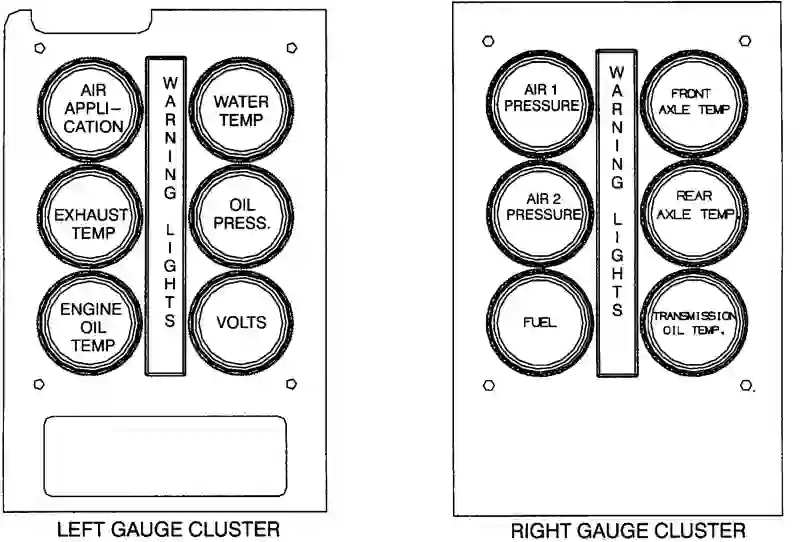 AIR
APPLI-
CATION
WATER
TEMP
EXHAUST
TEMP
OIL
PRESS.
ENGINE
OIL
TEMP
VOLTS
WARNING LIGHTS
LEFT GAUGE CLUSTER
AIR 1
PRESSURE
FRONT
AXLE TEMP
AIR 2
PRESSURE
REAR
AXLE TEMP.
FUEL
TRANSMISSION
OIL TEMP.
WARNING LIGHTS
RIGHT GAUGE CLUSTER